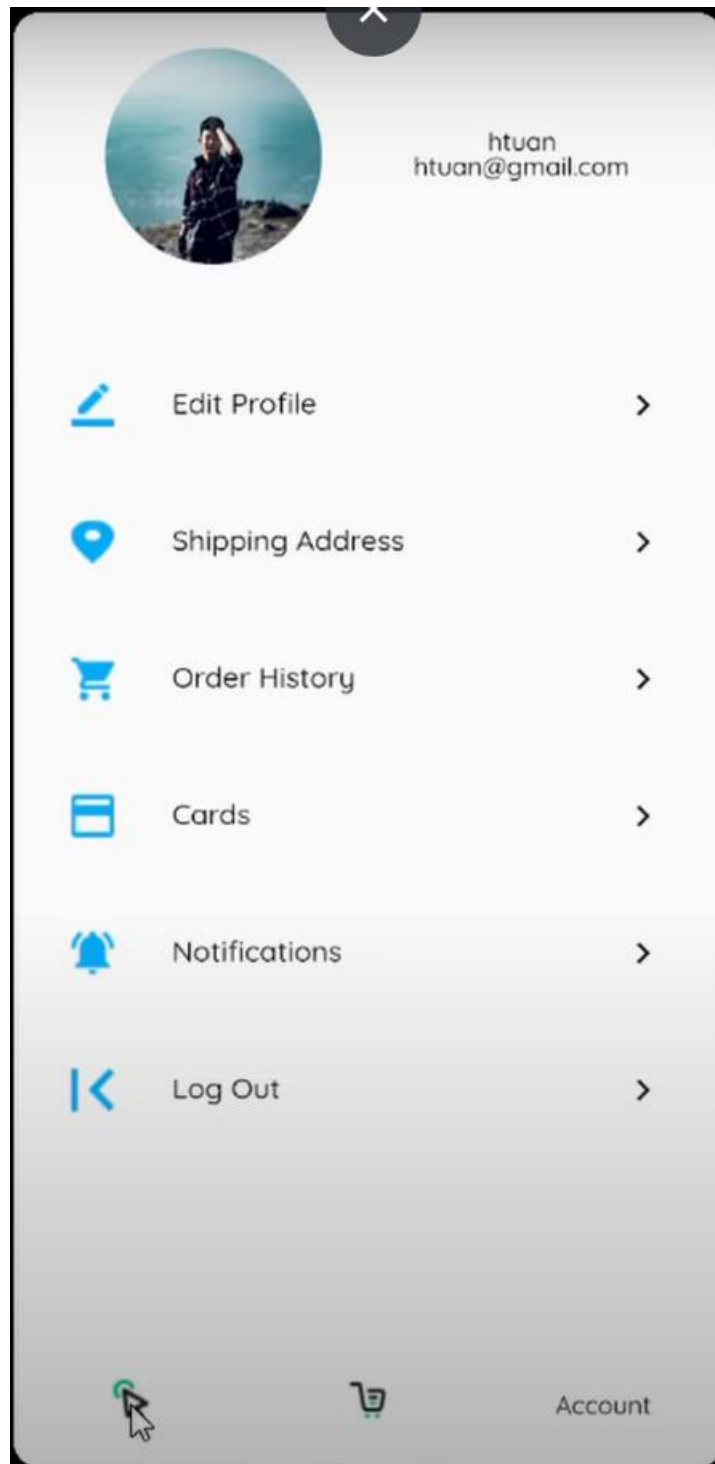 htuan
htuan@gmail.com
Edit Profile
Shipping Address
Order History
Cards
Notifications
Log Out
Account